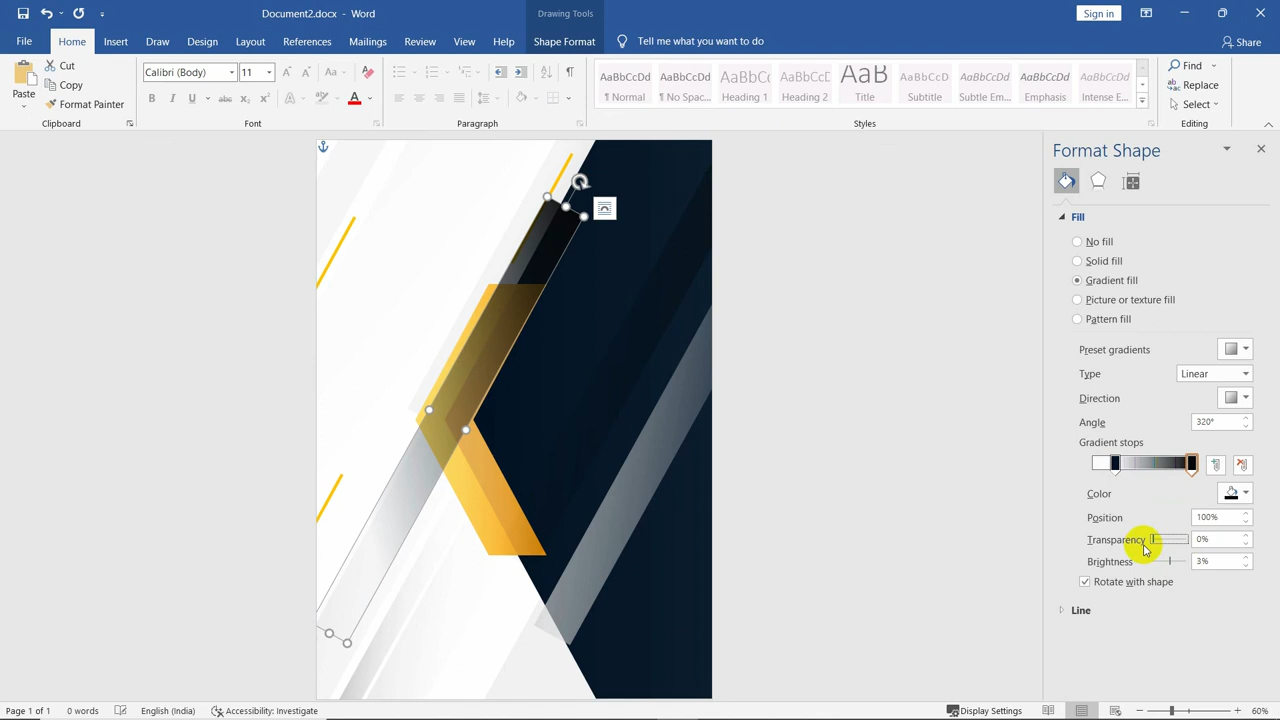 Document2.docx - Word
Drawing Tools
Sign in
File
Home
Insert
Draw
Design
Layout
References
Mailings
Review
View
Help
Shape Format
Tell me what you want to do
Share
Paste
Cut
Copy
Format Painter
Clipboard
Calibri (Body)
11
Font
Paragraph
AaBbCcDd
¶ Normal
AaBbCcDd
¶ No Spac...
AaBbCc
Heading 1
AaBbCcE
Heading 2
AaB
Title
AaBbCcD
Subtitle
AaBbCcDd
Subtle Em...
AaBbCcDd
Emphasis
AaBbCcDd
Intense E...
Styles
Find
Replace
Select
Editing
Format Shape
Fill
No fill
Solid fill
Gradient fill
Picture or texture fill
Pattern fill
Preset gradients
Type
Linear
Direction
Angle
320°
Gradient stops
Color
Position
100%
Transparency
0%
Brightness
3%
Rotate with shape
Line
Page 1 of 1
0 words
English (India)
Accessibility: Investigate
Display Settings
60%